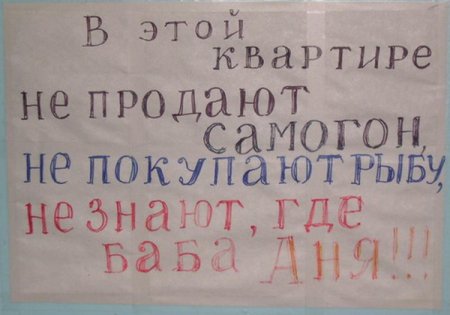 В этой
квартире
не продают
самогон,
не покупают рыбу,
не знают, где
баба Аня!!!